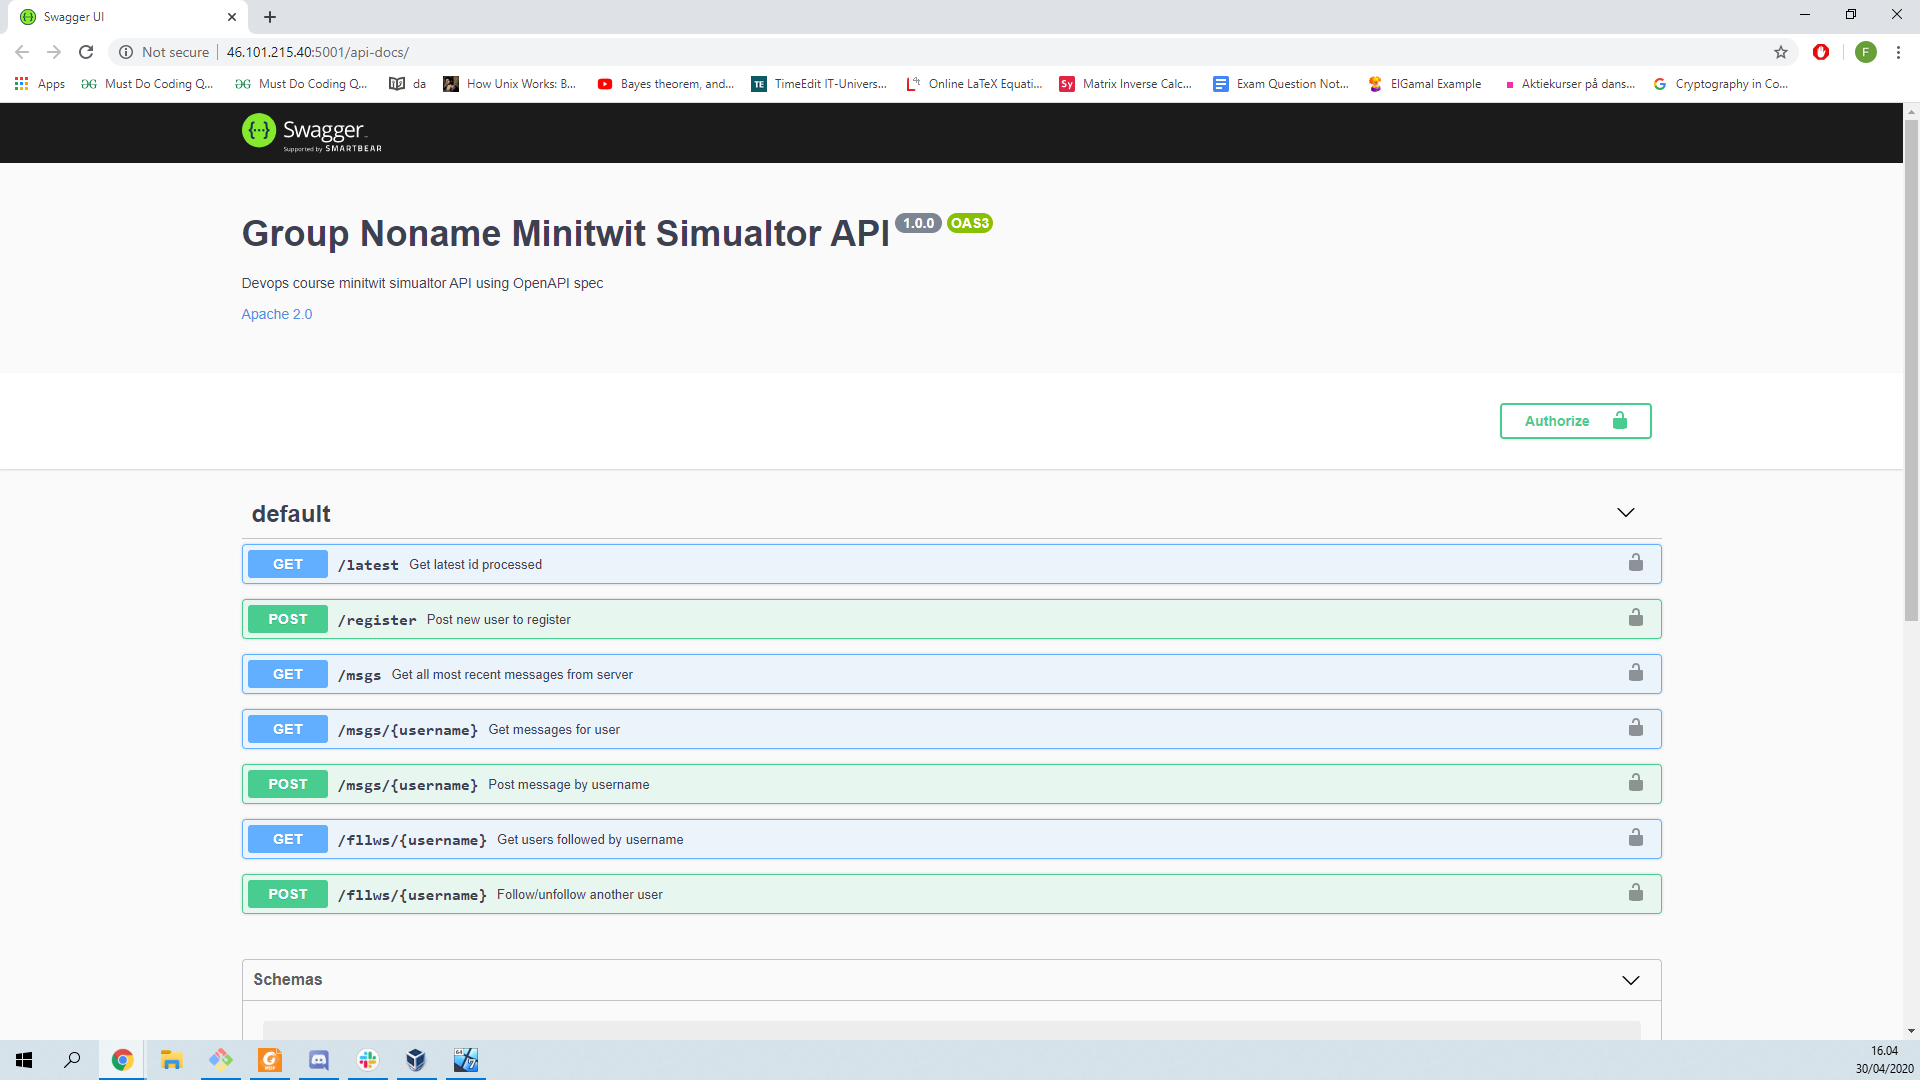 Swagger UI
Not secure
46.101.215.40:5001/api-docs/
F
Apps
Must Do Coding Q...
Must Do Coding Q...
da
How Unix Works: B...
Bayes theorem, and...
TE
TimeEdit IT-Univers...
Online LaTeX Equati...
Sy
Matrix Inverse Calc...
Exam Question Not...
ElGamal Example
Aktiekurser på dans...
Cryptography in Co...
Swagger
Supported by SMARTBEAR
Group Noname Minitwit Simualtor API 1.0.0 OAS3
Devops course minitwit simualtor API using OpenAPI spec
Apache 2.0
Authorize
default
GET /latest Get latest id processed
POST /register Post new user to register
GET /msgs Get all most recent messages from server
GET /msgs/{username} Get messages for user
POST /msgs/{username} Post message by username
GET /fllws/{username} Get users followed by username
POST /fllws/{username} Follow/unfollow another user
Schemas
16.04
30/04/2020